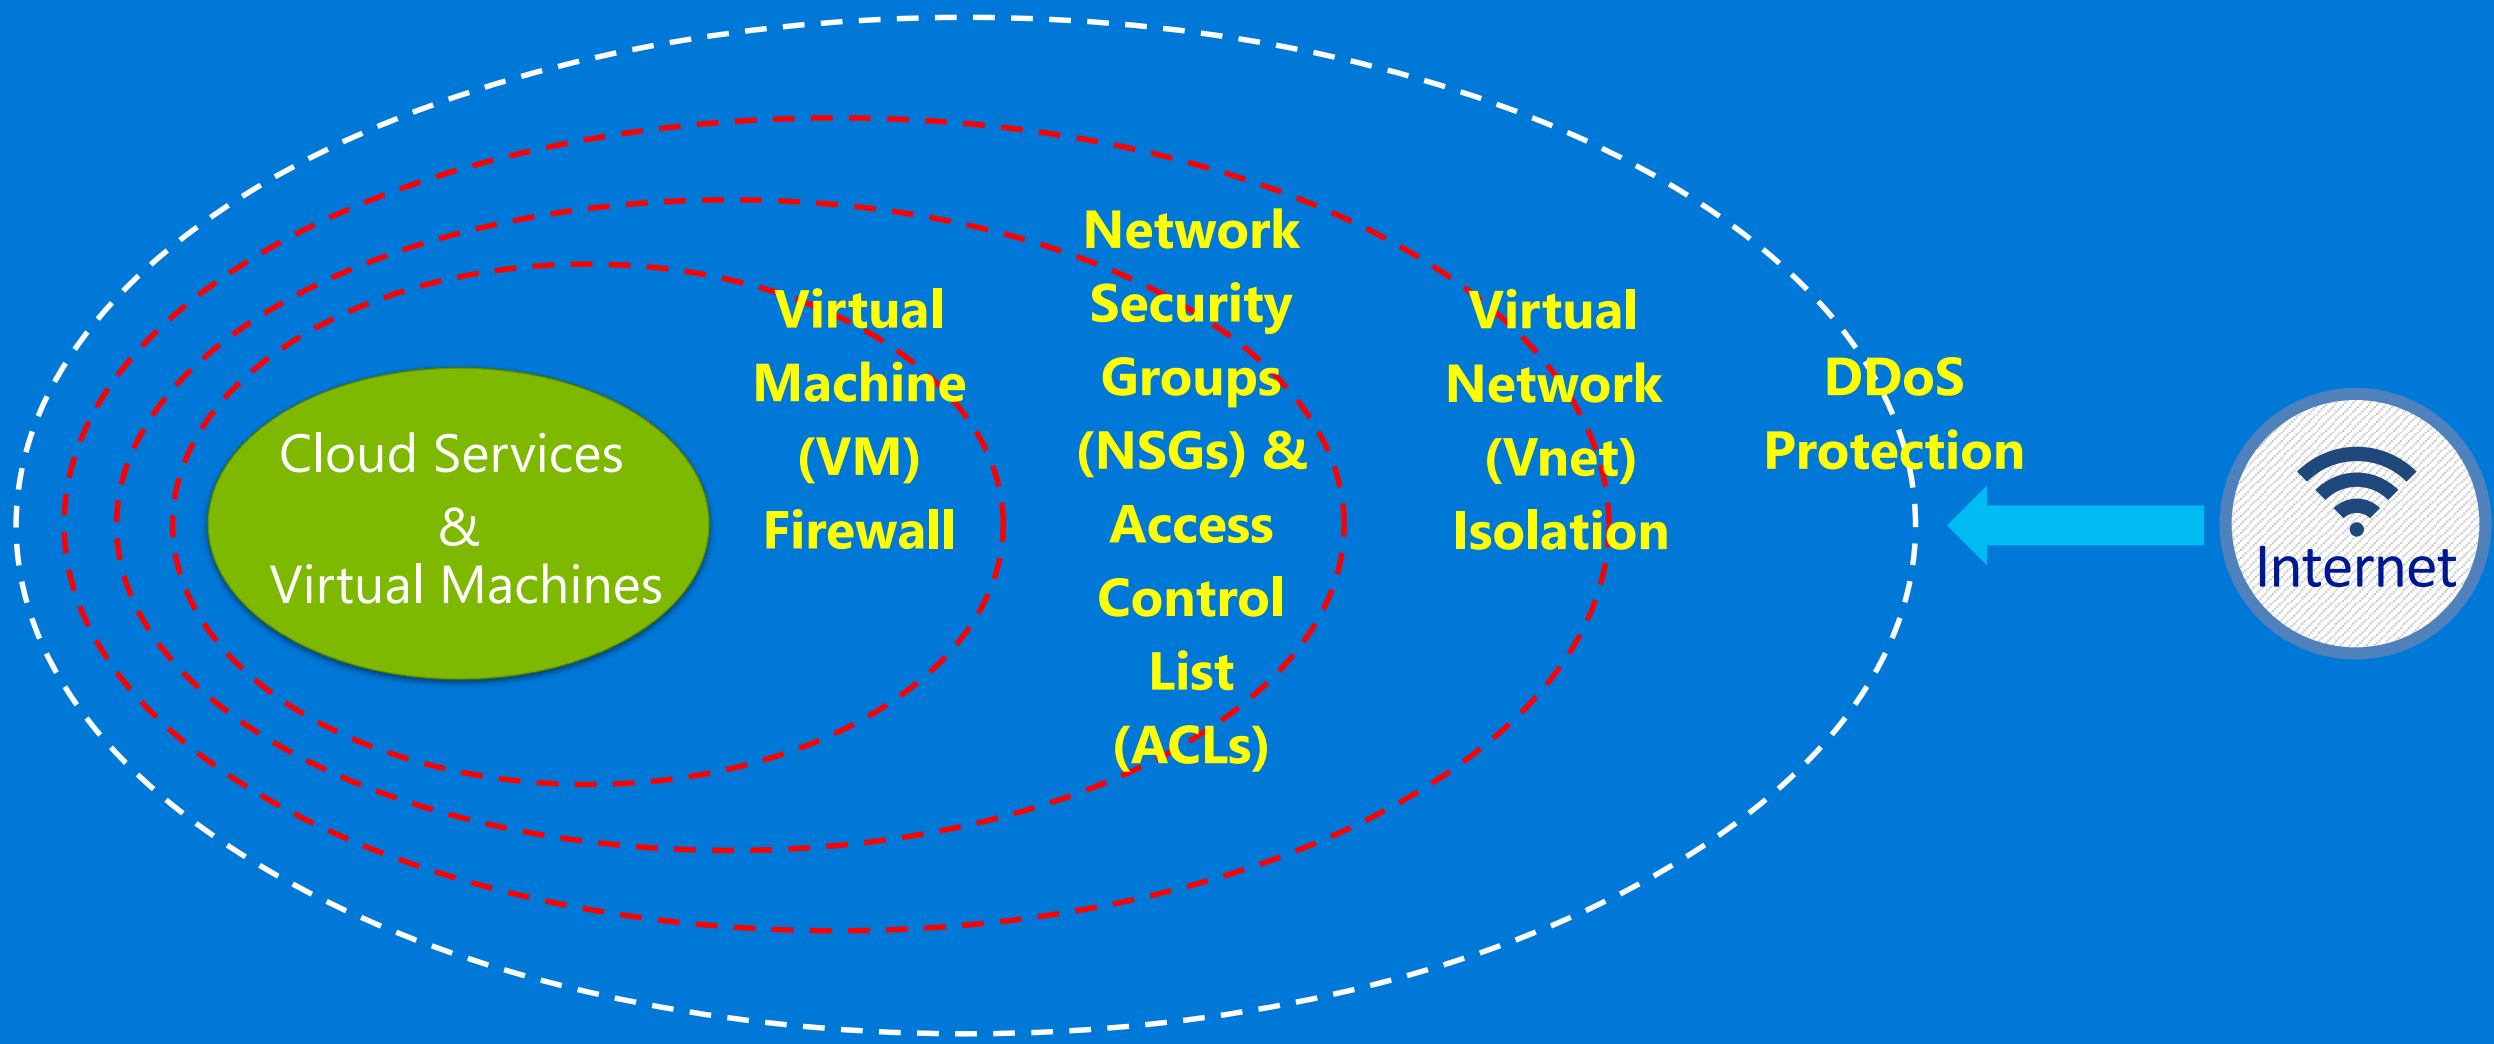 Cloud Services
&
Virtual Machines
Virtual
Machine
(VM)
Firewall
Network
Security
Groups
(NSGs) &
Access
Control
List
(ACLs)
Virtual
Network
(Vnet)
Isolation
DDoS
Protection
Internet